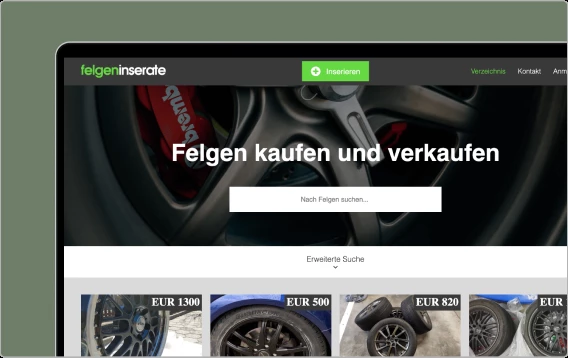 felgeninserate
Inserieren
Verzeichnis Kontakt Anm
brembo
Felgen kaufen und verkaufen
Nach Felgen suchen...
Erweiterte Suche
EUR 1300 EUR 500 EUR 820 EUR